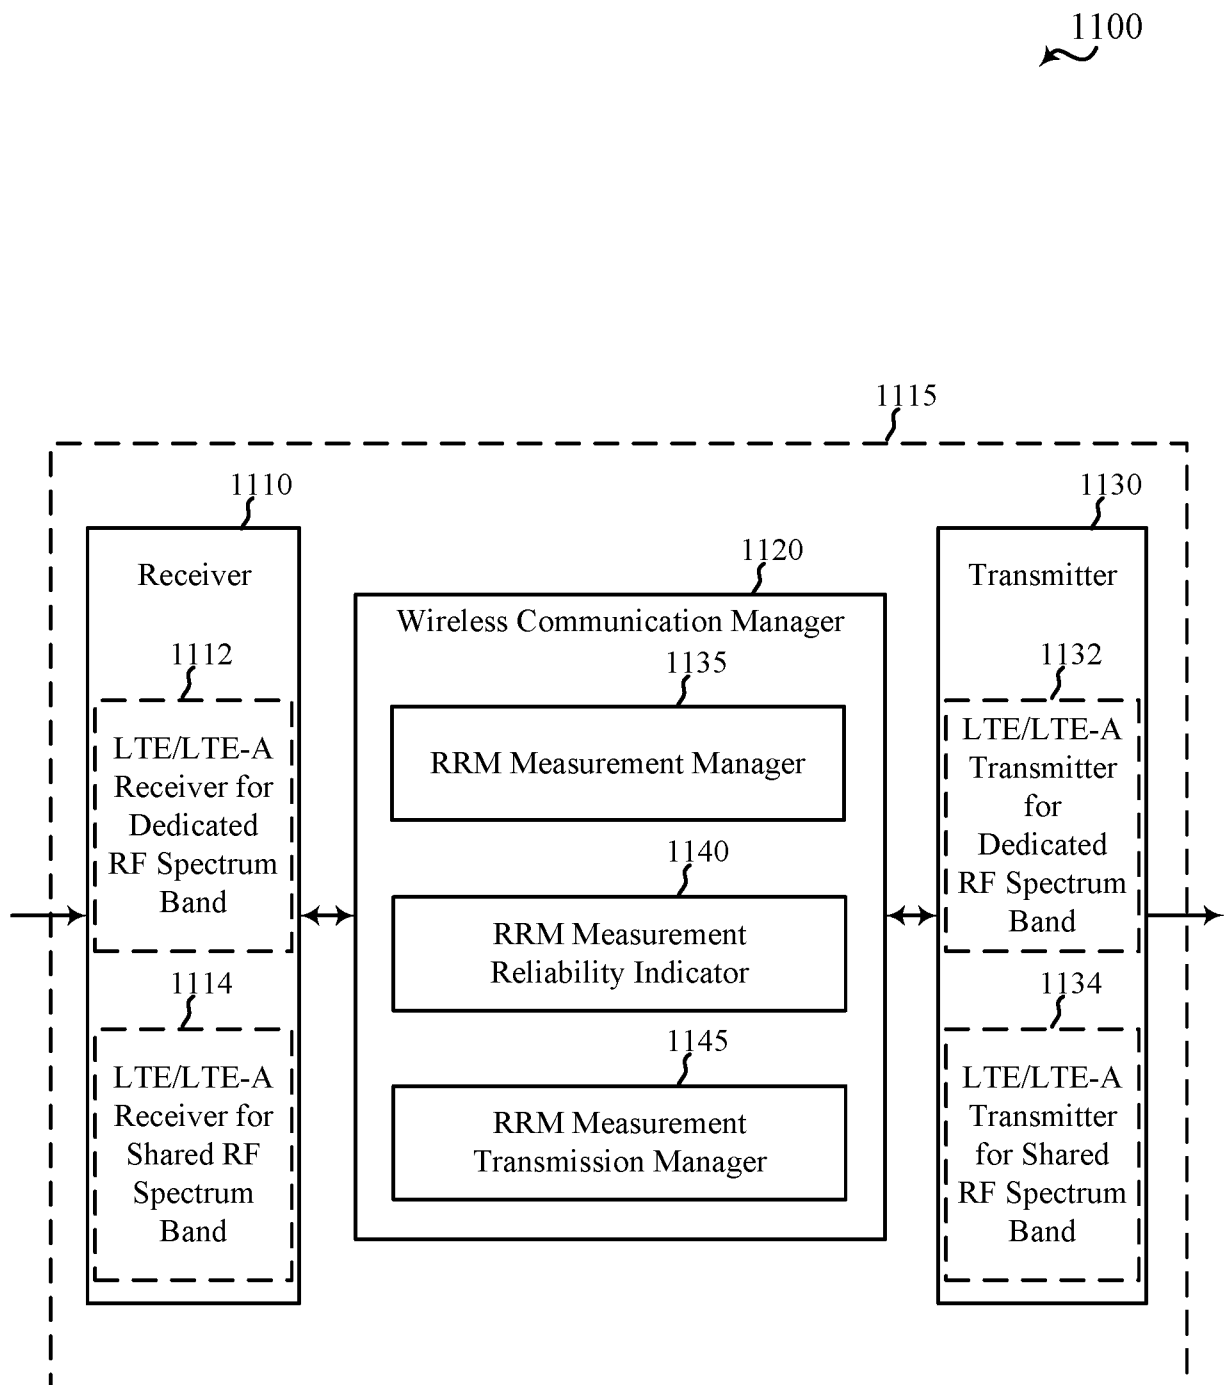 1100
1115
1110
1130
Receiver
1120
Transmitter
Wireless Communication Manager
1112
1135
1132
LTE/LTE-A
Receiver for
Dedicated
RF Spectrum
Band
RRM Measurement Manager
LTE/LTE-A
Transmitter
for
Dedicated
RF Spectrum
Band
1140
RRM Measurement
Reliability Indicator
1114
1134
1145
LTE/LTE-A
Receiver for
Shared RF
Spectrum
Band
RRM Measurement
Transmission Manager
LTE/LTE-A
Transmitter
for Shared
RF Spectrum
Band